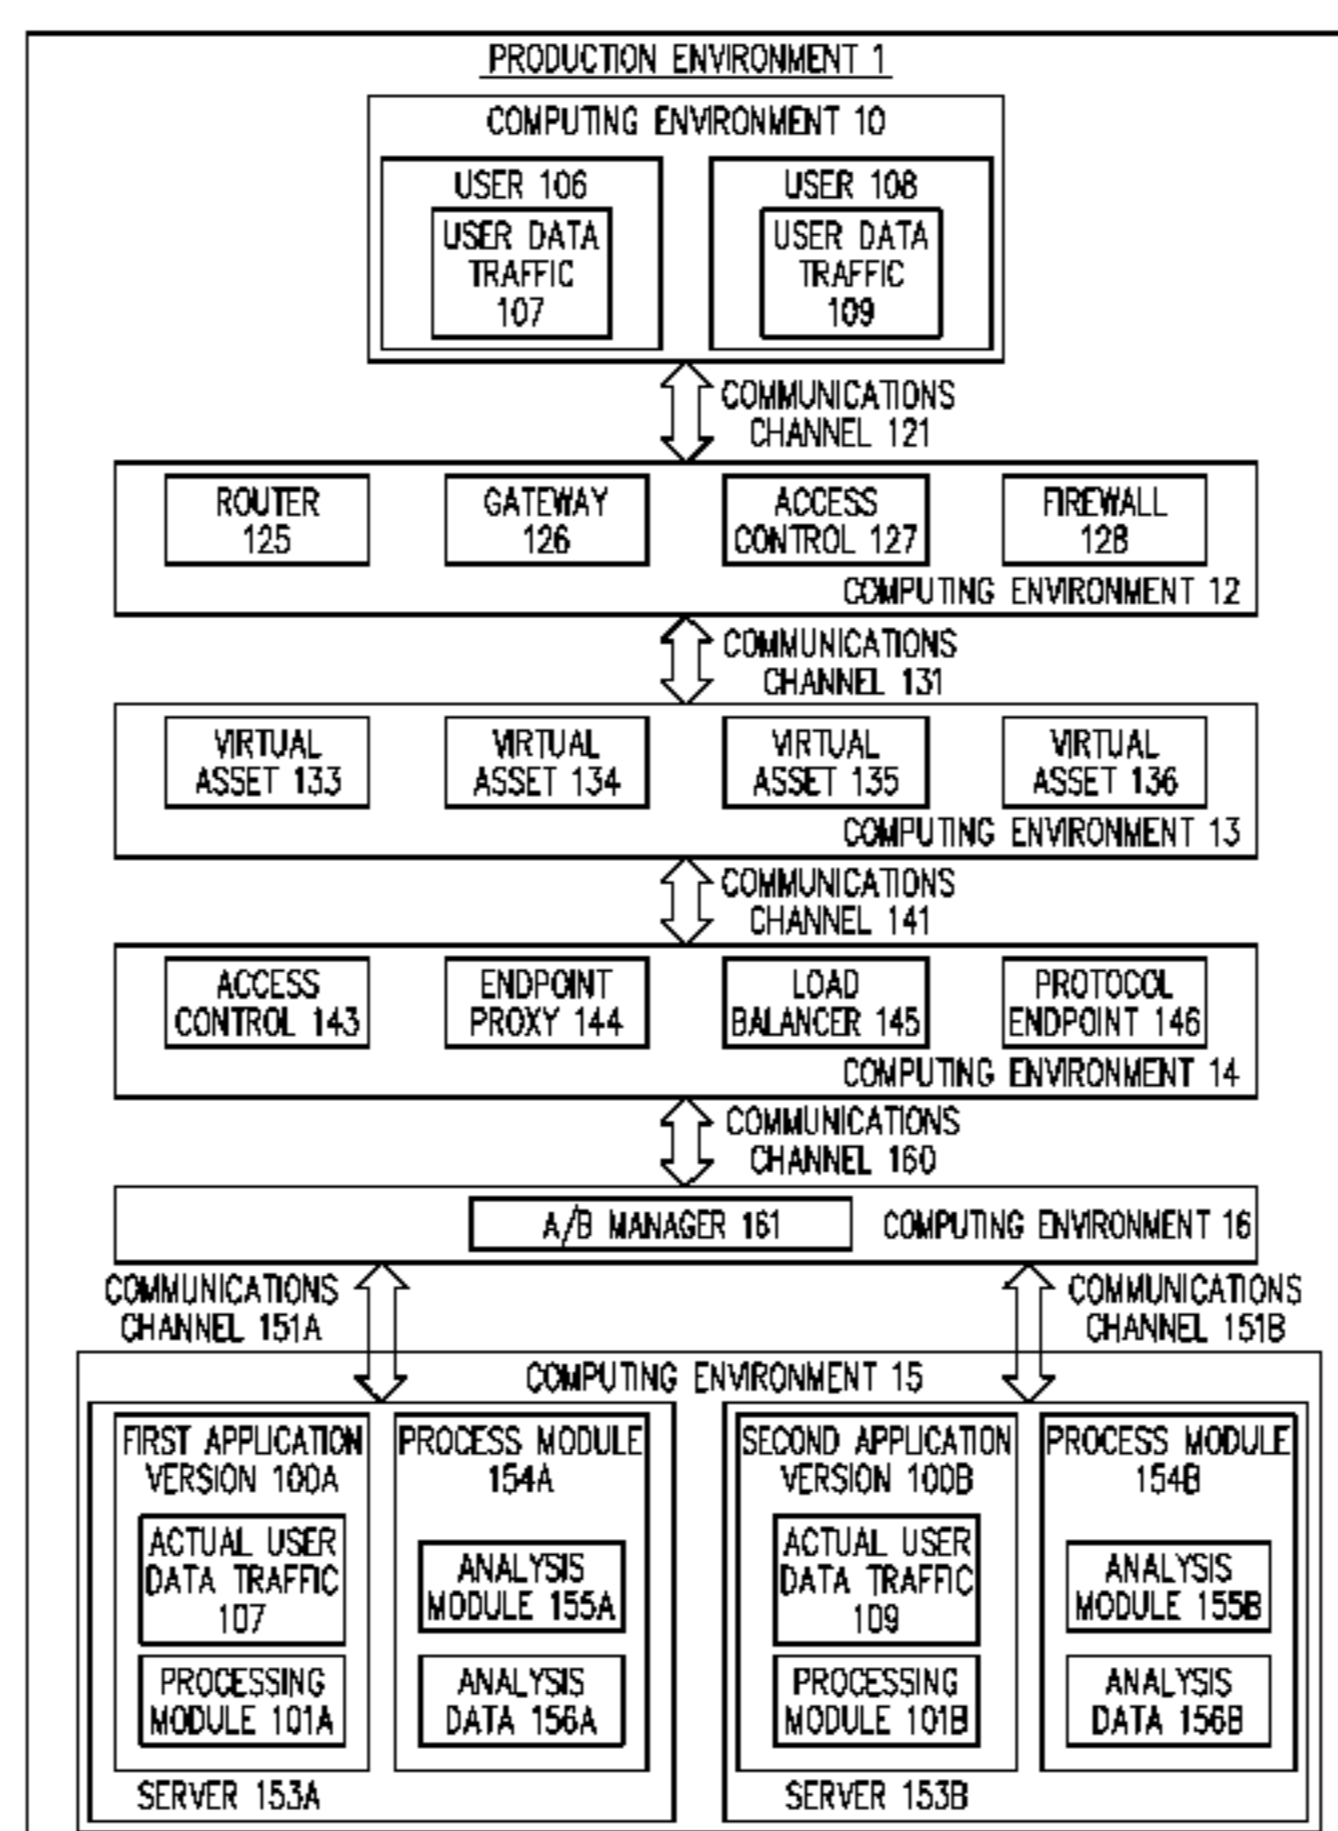 PRODUCTION ENVIRONMENT 1
COMPUTING ENVIRONMENT 10
USER 106
USER DATA
TRAFFIC
107
USER 108
USER DATA
TRAFFIC
109
COMMUNICATIONS
CHANNEL 121
ROUTER
125
GATEWAY
126
ACCESS
CONTROL 127
FIREWALL
128
COMPUTING ENVIRONMENT 12
COMMUNICATIONS
CHANNEL 131
VIRTUAL
ASSET 133
VIRTUAL
ASSET 134
VIRTUAL
ASSET 135
VIRTUAL
ASSET 136
COMPUTING ENVIRONMENT 13
COMMUNICATIONS
CHANNEL 141
ACCESS
CONTROL 143
ENDPOINT
PROXY 144
LOAD
BALANCER 145
PROTOCOL
ENDPOINT 146
COMPUTING ENVIRONMENT 14
COMMUNICATIONS
CHANNEL 160
A/B MANAGER 161
COMPUTING ENVIRONMENT 16
COMMUNICATIONS
CHANNEL 151A
COMMUNICATIONS
CHANNEL 151B
COMPUTING ENVIRONMENT 15
FIRST APPLICATION
VERSION 100A
ACTUAL USER
DATA TRAFFIC
107
PROCESSING
MODULE 101A
PROCESS MODULE
154A
ANALYSIS
MODULE 155A
ANALYSIS
DATA 156A
SERVER 153A
SECOND APPLICATION
VERSION 100B
ACTUAL USER
DATA TRAFFIC
109
PROCESSING
MODULE 101B
PROCESS MODULE
154B
ANALYSIS
MODULE 155B
ANALYSIS
DATA 156B
SERVER 153B